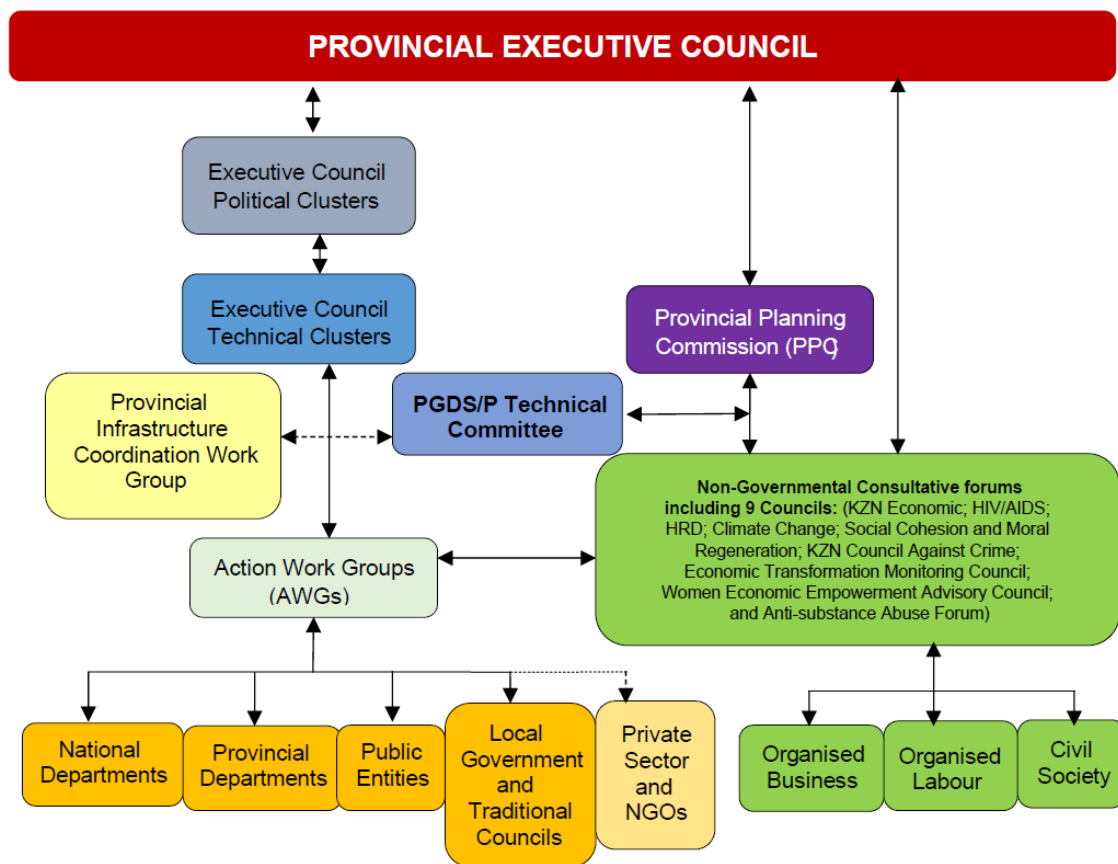 PROVINCIAL EXECUTIVE COUNCIL
Executive Council
Political Clusters
Executive Council
Technical Clusters
Provincial Planning
Commission (PPC)
Provincial
Infrastructure
Coordination Work
Group
PGDS/P Technical
Committee
Non-Governmental Consultative forums
including 9 Councils: (KZN Economic; HIV/AIDS;
HRD; Climate Change; Social Cohesion and Moral
Regeneration; KZN Council Against Crime;
Economic Transformation Monitoring Council;
Women Economic Empowerment Advisory Council;
and Anti-substance Abuse Forum)
Action Work Groups
(AWGs)
National
Departments
Provincial
Departments
Public
Entities
Local
Government
and
Traditional
Councils
Private
Sector
and
NGOs
Organised
Business
Organised
Labour
Civil
Society